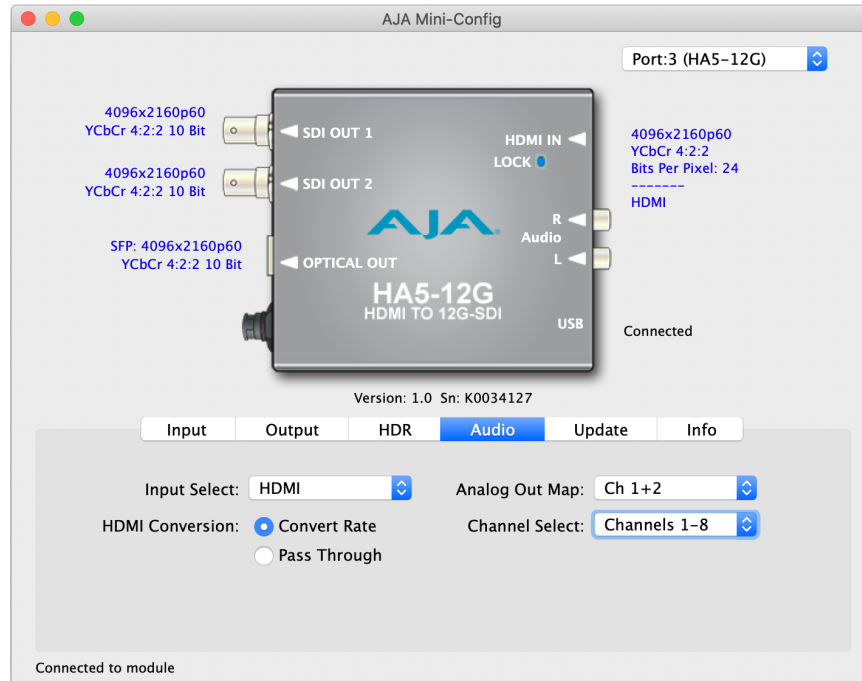 AJA Mini-Config
Port:3 (HA5-12G)
4096x2160p60
YCbCr 4:2:2 10 Bit
SDI OUT 1
HDMI IN
LOCK
4096x2160p60
YCbCr 4:2:2
Bits Per Pixel: 24
-------
HDMI
4096x2160p60
YCbCr 4:2:2 10 Bit
SDI OUT 2
AJA
R
Audio
L
SFP: 4096x2160p60
YCbCr 4:2:2 10 Bit
OPTICAL OUT
HA5-12G
HDMI TO 12G-SDI
USB
Connected
Version: 1.0 Sn: K0034127
Input Output HDR Audio Update Info
Input Select: HDMI Analog Out Map: Ch 1+2
HDMI Conversion: Convert Rate Channel Select: Channels 1-8
Pass Through
Connected to module